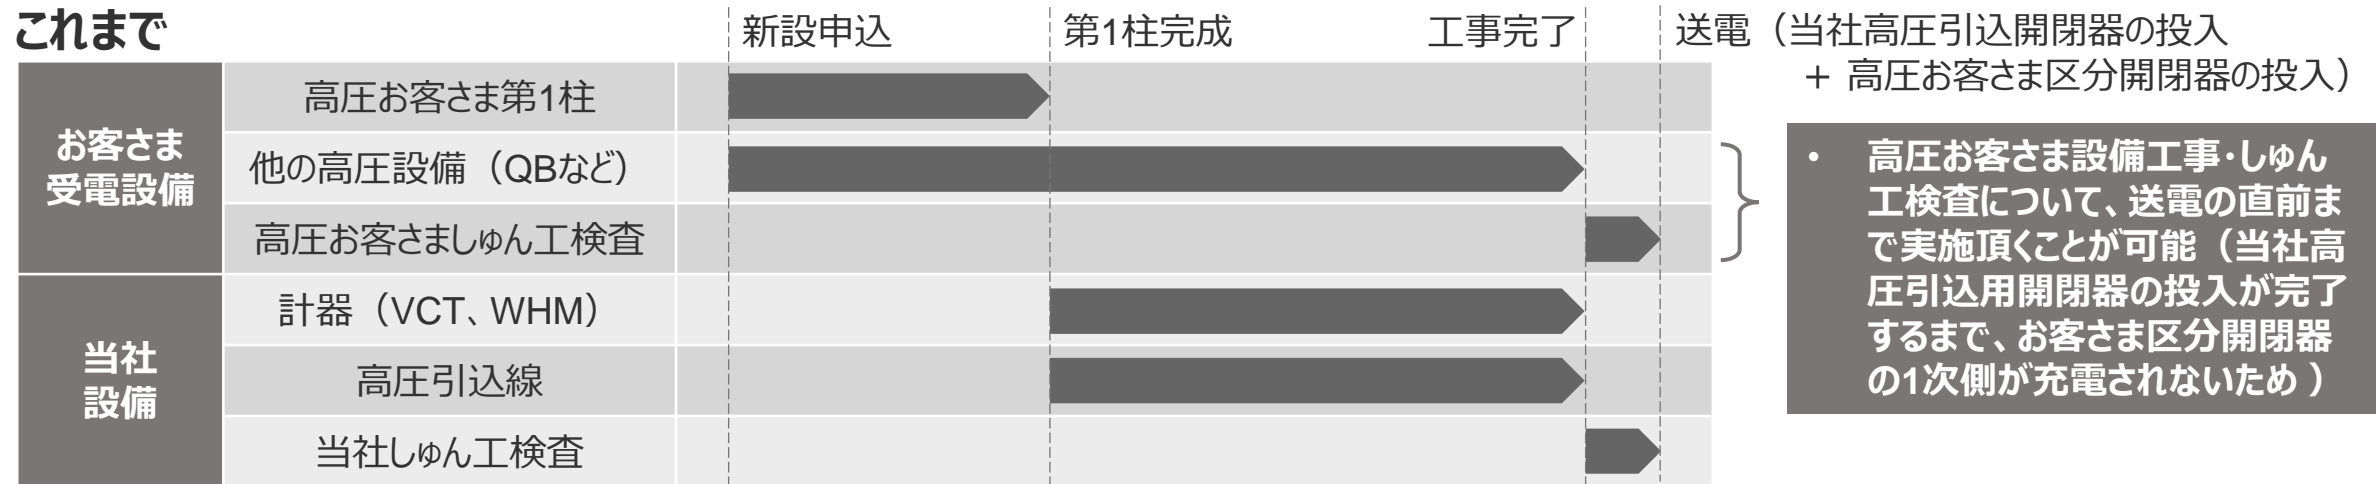 これまで
新設申込
第1柱完成
工事完了
送電（当社高圧引込開閉器の投入
＋ 高圧お客さま区分開閉器の投入）
お客さま
受電設備
高圧お客さま第1柱
他の高圧設備（QBなど）
高圧お客さましゅん工検査
当社
設備
計器（VCT、WHM）
高圧引込線
当社しゅん工検査
• 高圧お客さま設備工事・しゅん
工検査について、送電の直前ま
で実施頂くことが可能（当社高
圧引込用開閉器の投入が完了
するまで、お客さま区分開閉器
の1次側が充電されないため ）